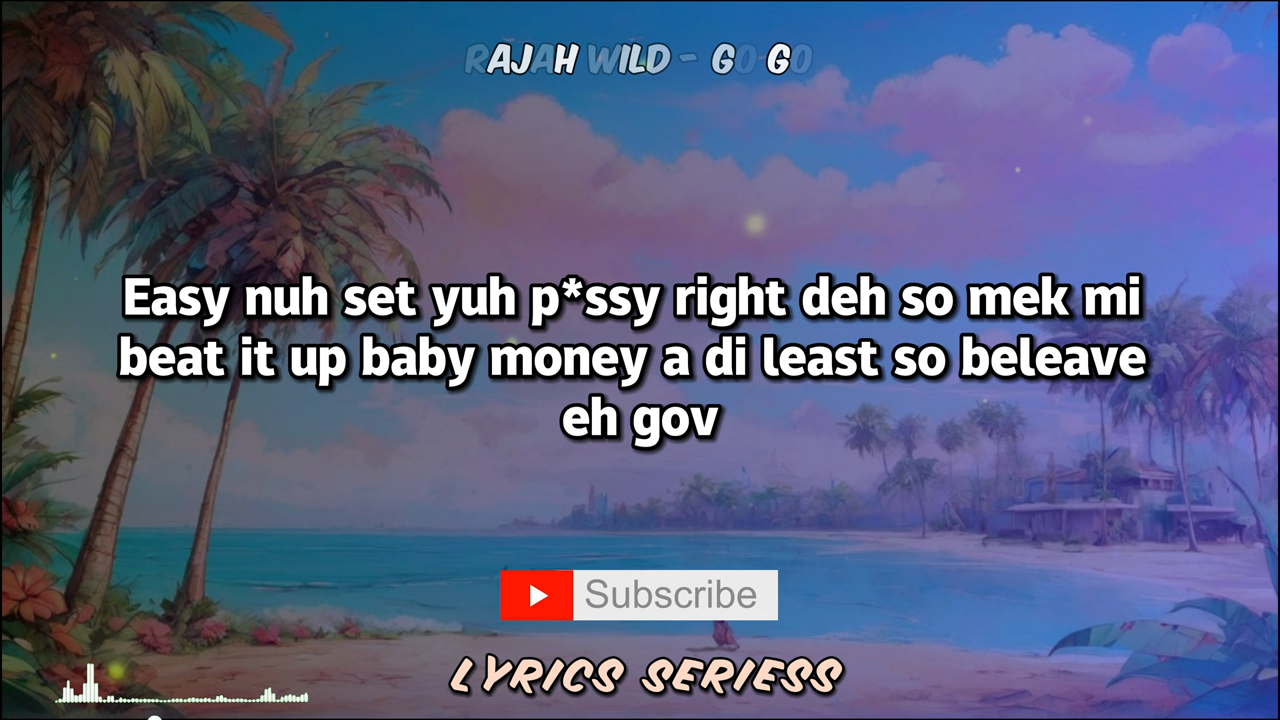 RAJAH WILD - GO GO
Easy nuh set yuh p*ssy right deh so mek mi
beat it up baby money a di least so beleave
eh gov
Subscribe
LYRICS SERIESS